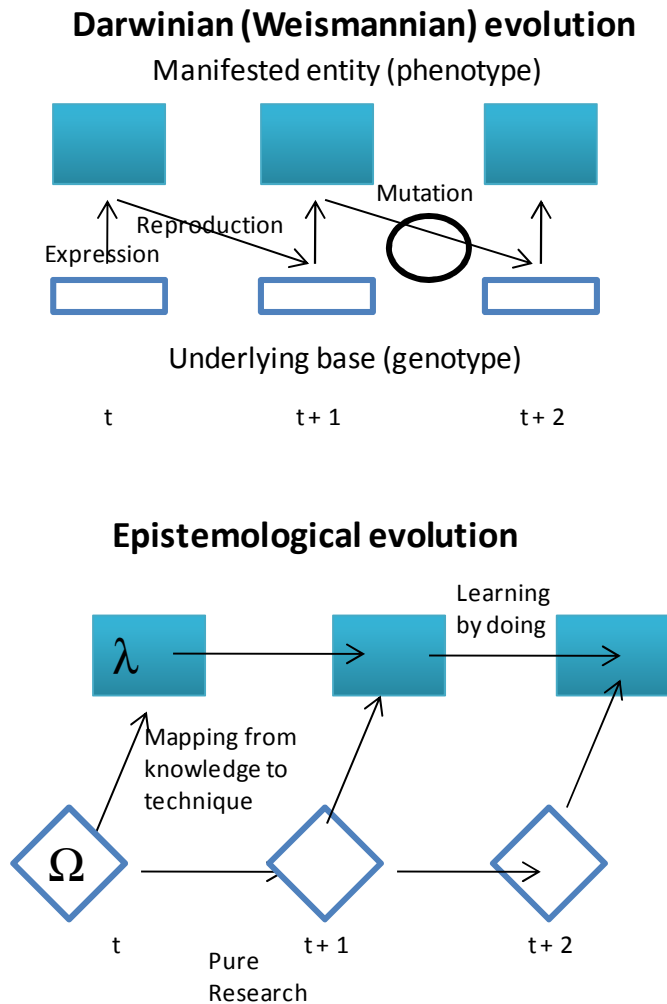 Darwinian (Weismannian) evolution
Manifested entity (phenotype)
Mutation
Reproduction
Expression
Underlying base (genotype)
t
t + 1
t + 2
Epistemological evolution
Learning
by doing
λ
Mapping from
knowledge to
technique
Ω
t
t + 1
t + 2
Pure
Research